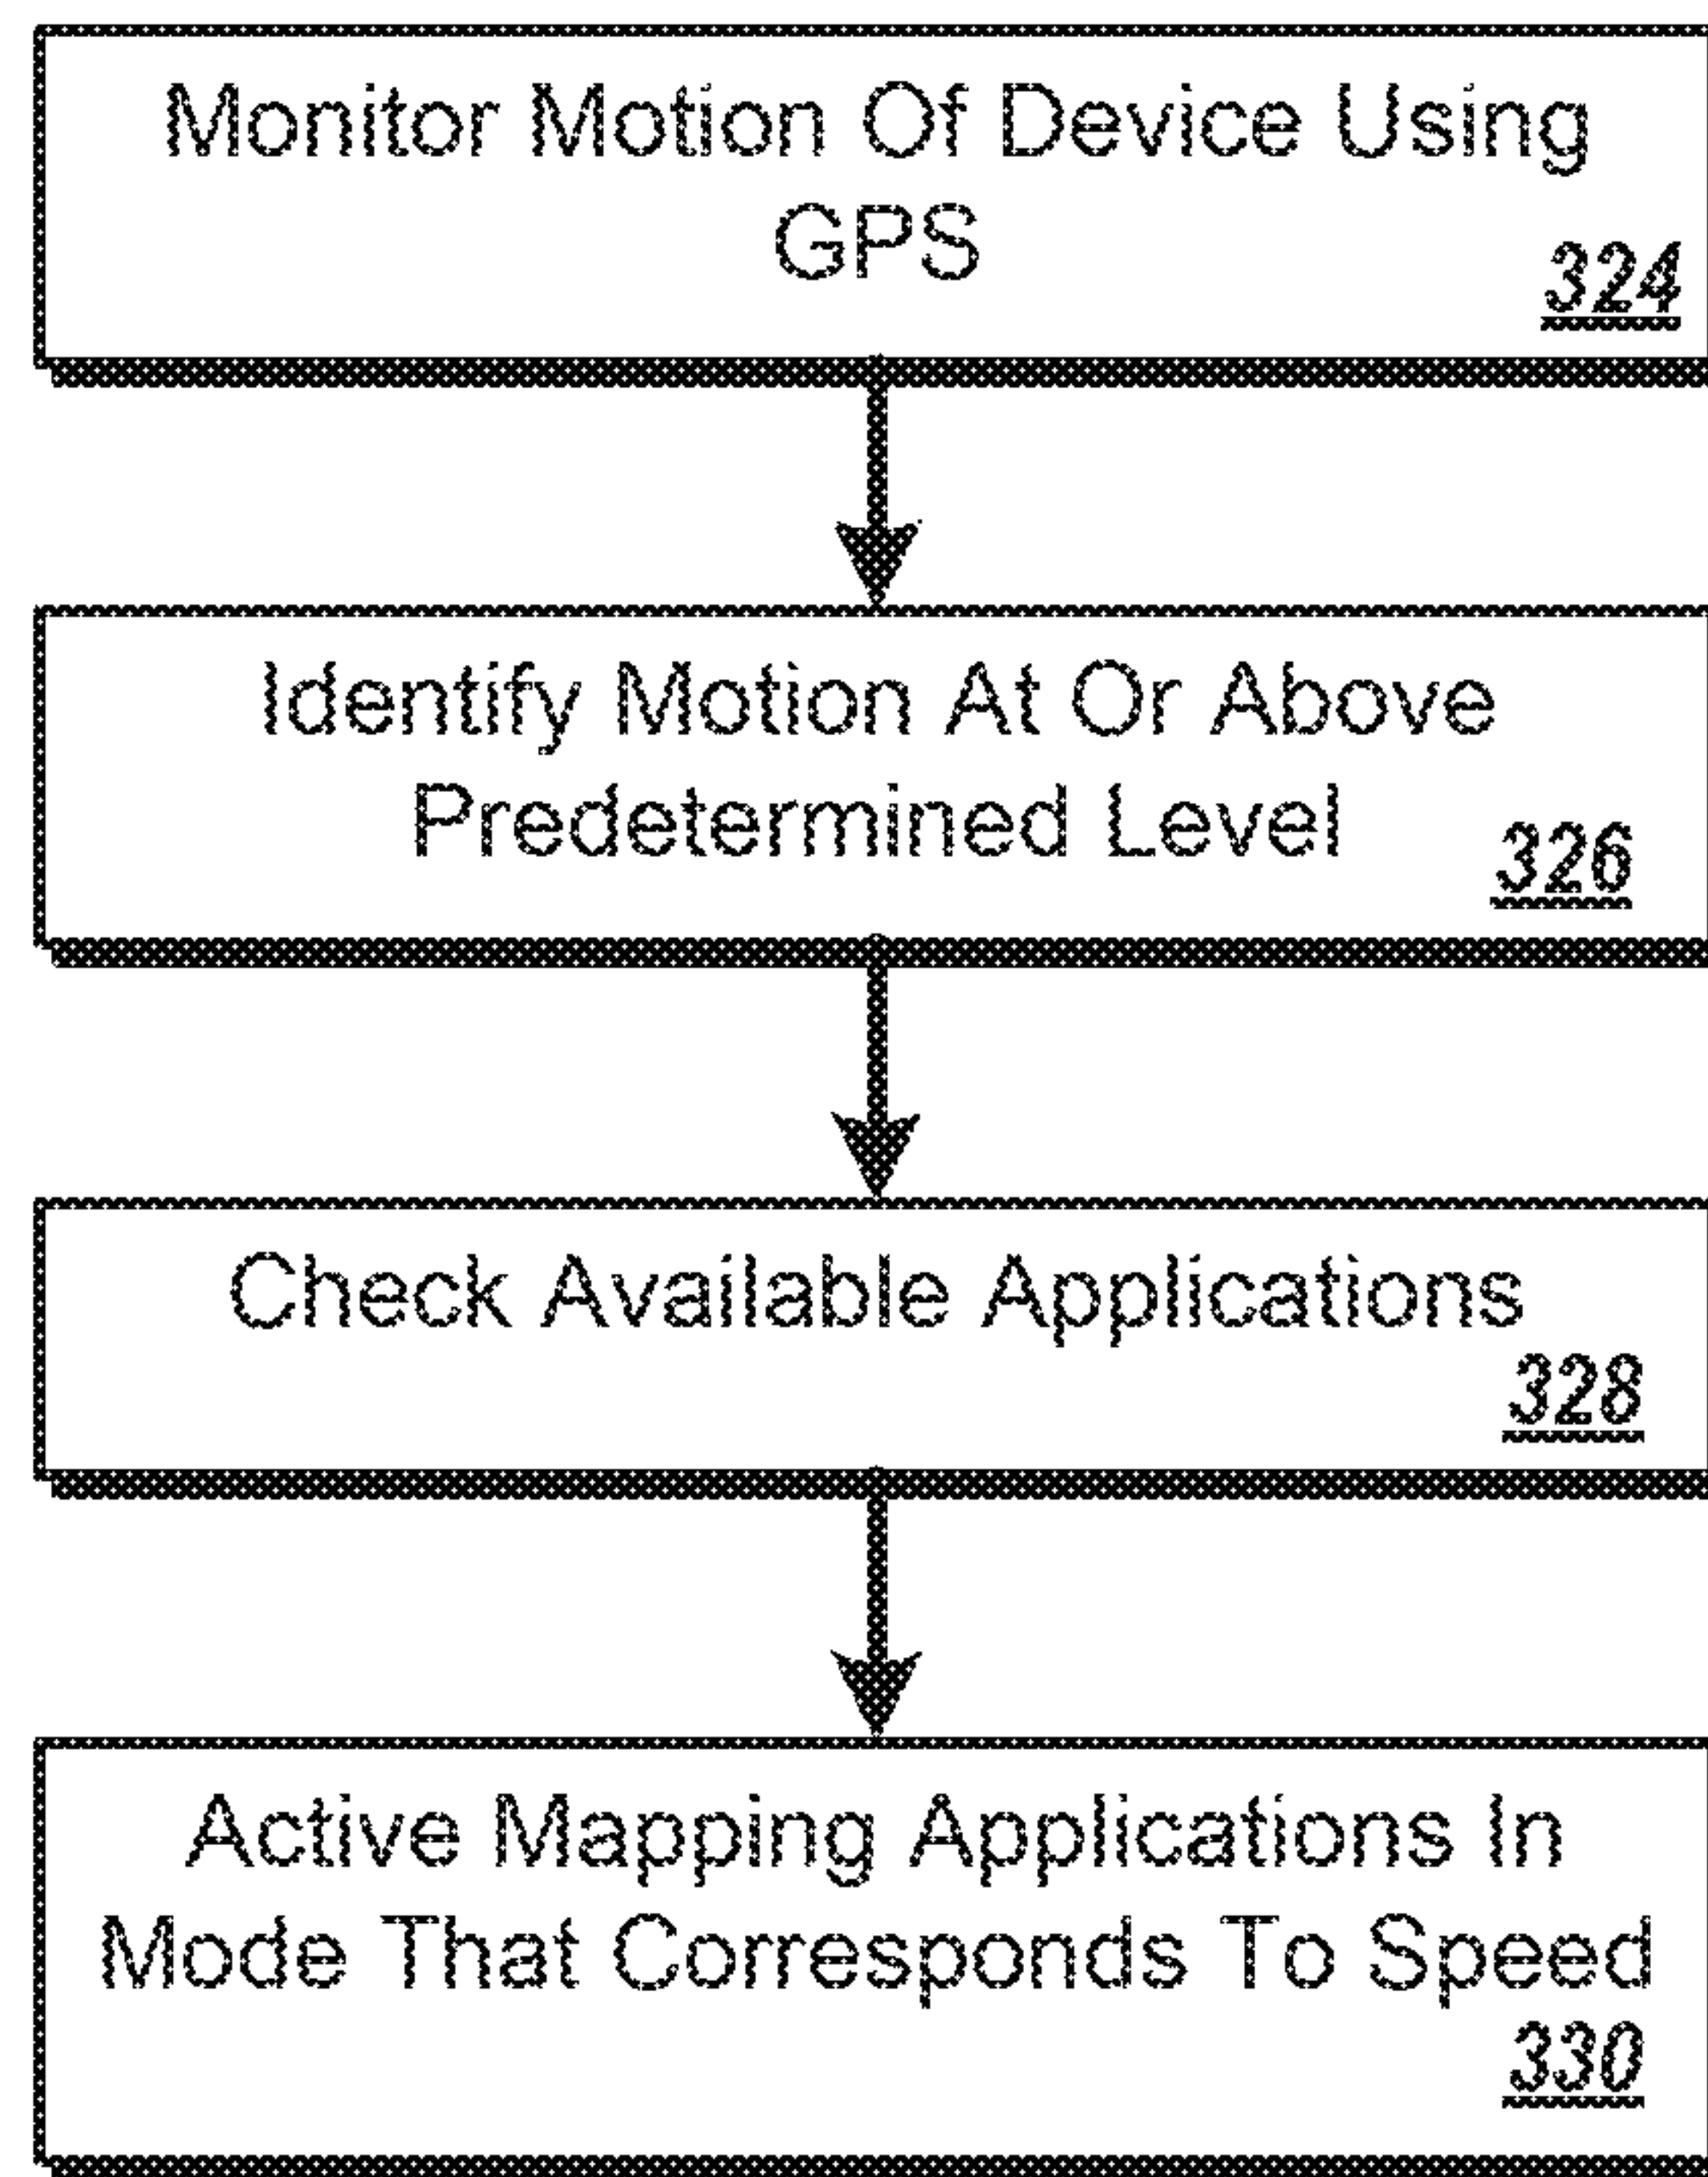 Monitor Motion Of Device Using
GPS
324
Identify Motion At Or Above
Predetermined Level
326
Check Available Applications
328
Active Mapping Applications In
Mode That Corresponds To Speed
330